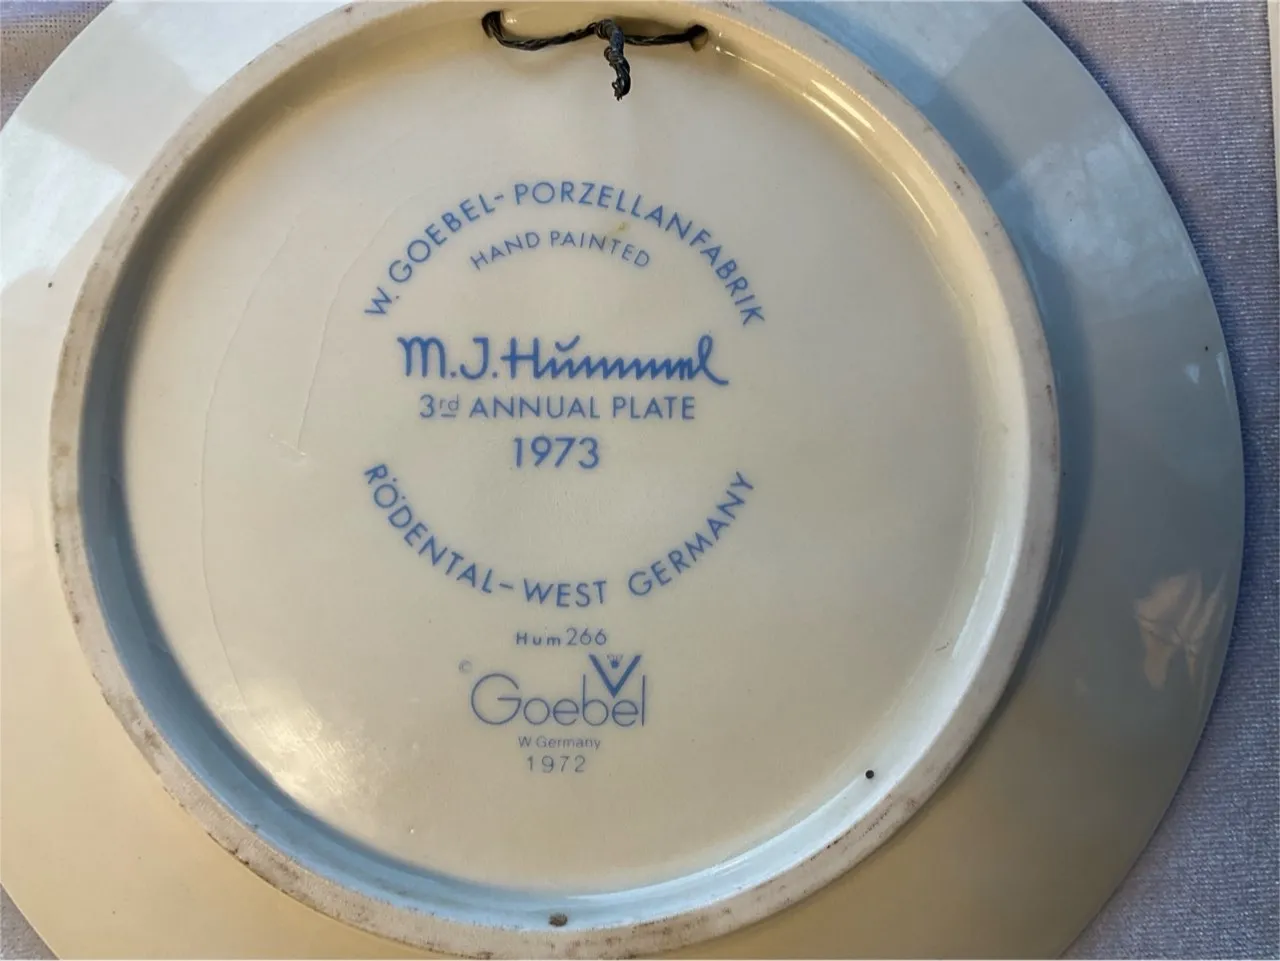 W. GOEBEL-PORZELLANFABRIK
HAND PAINTED
M.J. Hummel
3rd ANNUAL PLATE
1973
RÖDENTAL-WEST GERMANY
Hum 266
© Goebel
W Germany
1972